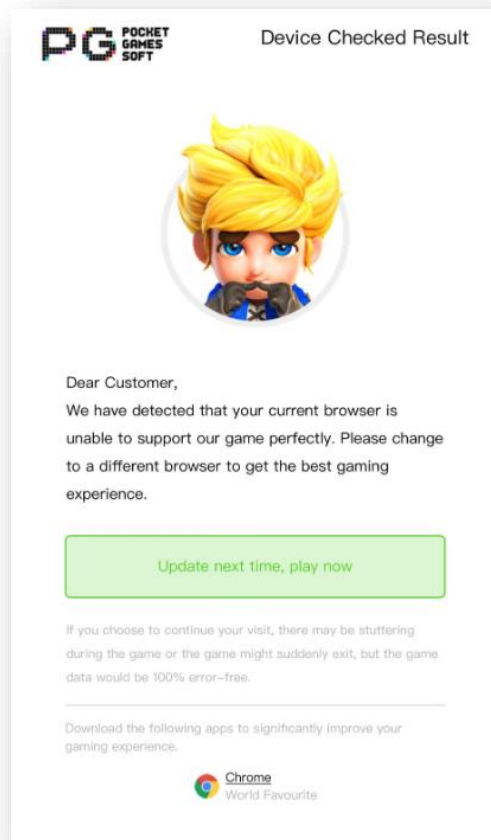 PG POCKET
GAMES
SOFT
Device Checked Result
Dear Customer,
We have detected that your current browser is
unable to support our game perfectly. Please change
to a different browser to get the best gaming
experience.
Update next time, play now
If you choose to continue your visit, there may be stuttering
during the game or the game might suddenly exit, but the game
data would be 100% error-free.
Download the following apps to significantly improve your
gaming experience.
Chrome
World Favourite